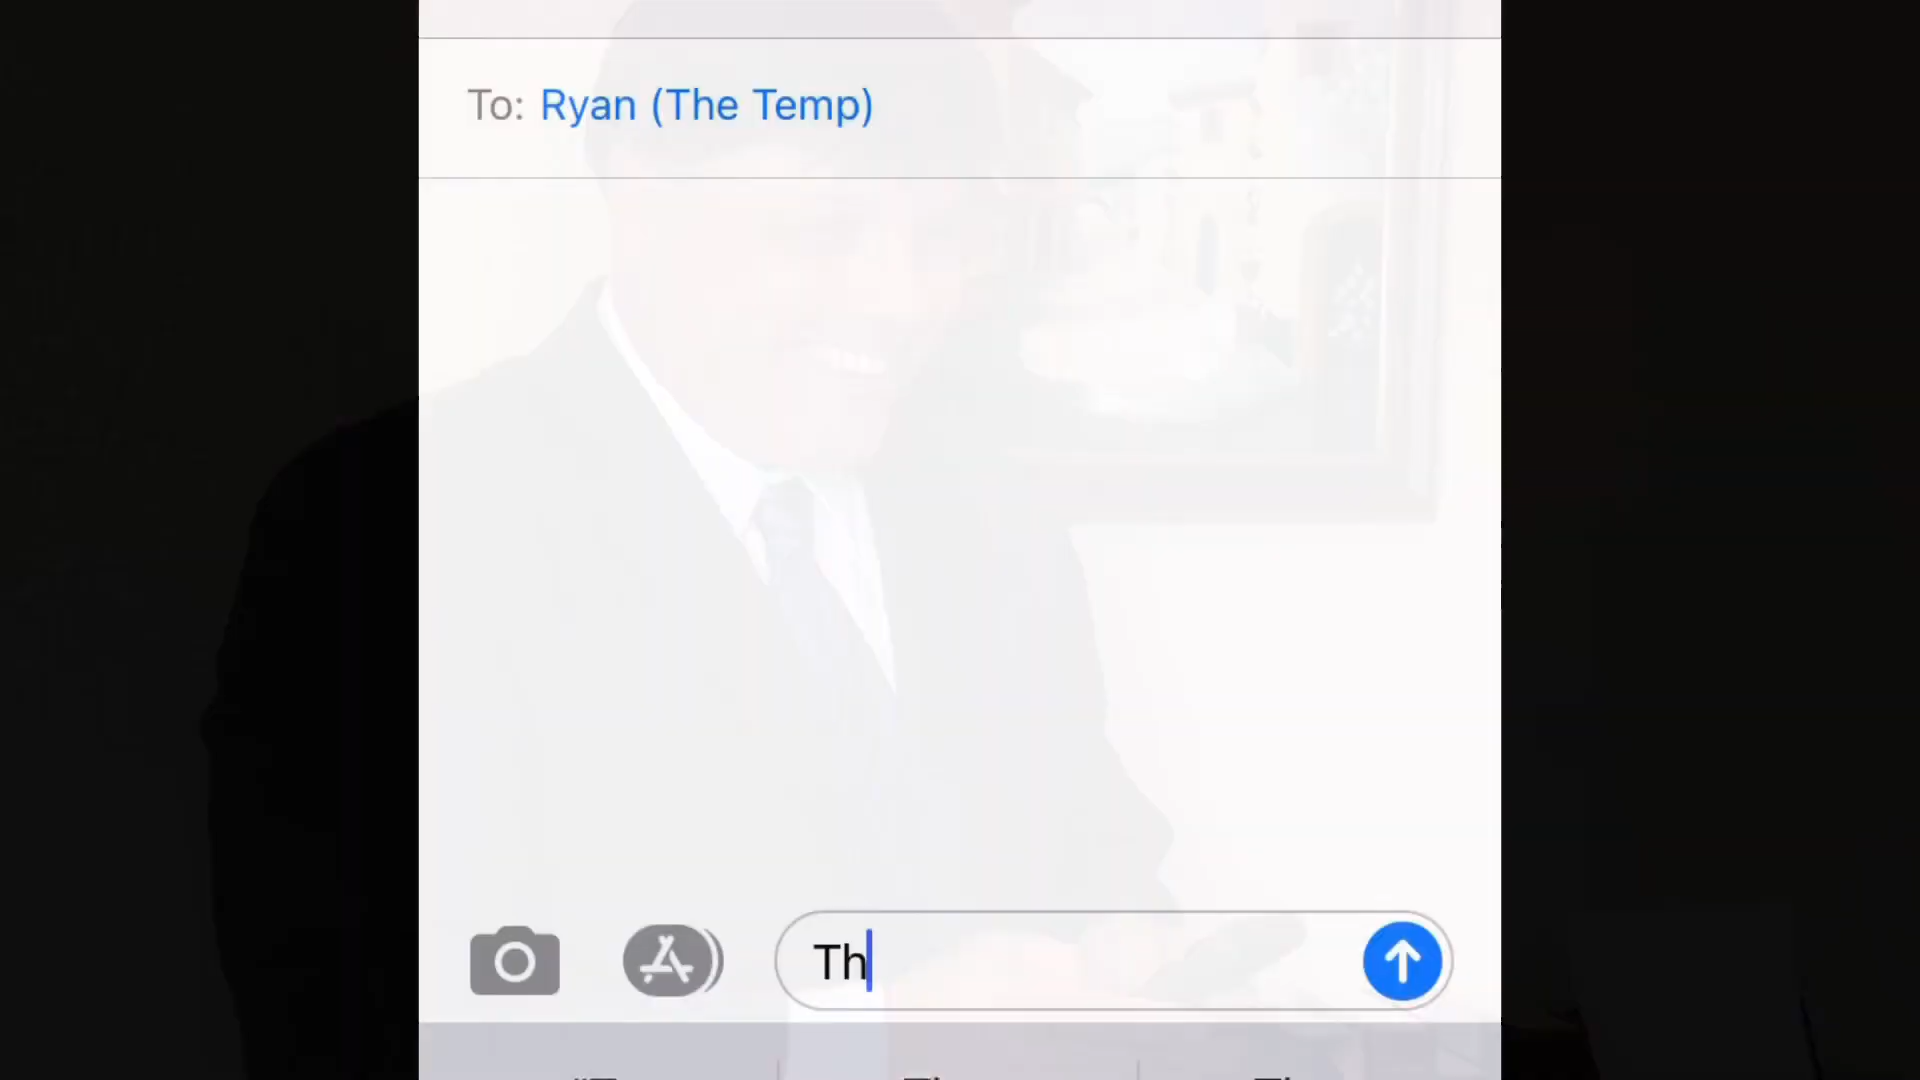 To: Ryan (The Temp)
Th